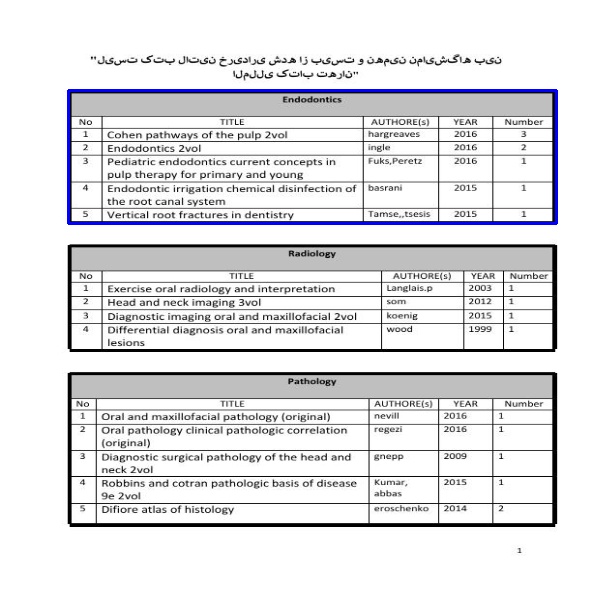 "لیست کتب لاتین خریداری شده از بیست و نهمین نمایشگاه بین
المللی کتاب تهران"
Endodontics
No TITLE AUTHORE(s) YEAR Number
1 Cohen pathways of the pulp 2vol hargreaves 2016 3
2 Endodontics 2vol ingle 2016 2
3 Pediatric endodontics current concepts in Fuks,Peretz 2016 1
pulp therapy for primary and young
4 Endodontic irrigation chemical disinfection of basrani 2015 1
the root canal system
5 Vertical root fractures in dentistry Tamse,,tsesis 2015 1
Radiology
No TITLE AUTHORE(s) YEAR Number
1 Exercise oral radiology and interpretation Langlais.p 2003 1
2 Head and neck imaging 3vol som 2012 1
3 Diagnostic imaging oral and maxillofacial 2vol koenig 2015 1
4 Differential diagnosis oral and maxillofacial wood 1999 1
lesions
Pathology
No TITLE AUTHORE(s) YEAR Number
1 Oral and maxillofacial pathology (original) nevill 2016 1
2 Oral pathology clinical pathologic correlation regezi 2016 1
(original)
3 Diagnostic surgical pathology of the head and gnepp 2009 1
neck 2vol
4 Robbins and cotran pathologic basis of disease Kumar, 2015 1
9e 2vol abbas
5 Difiore atlas of histology eroschenko 2014 2
1